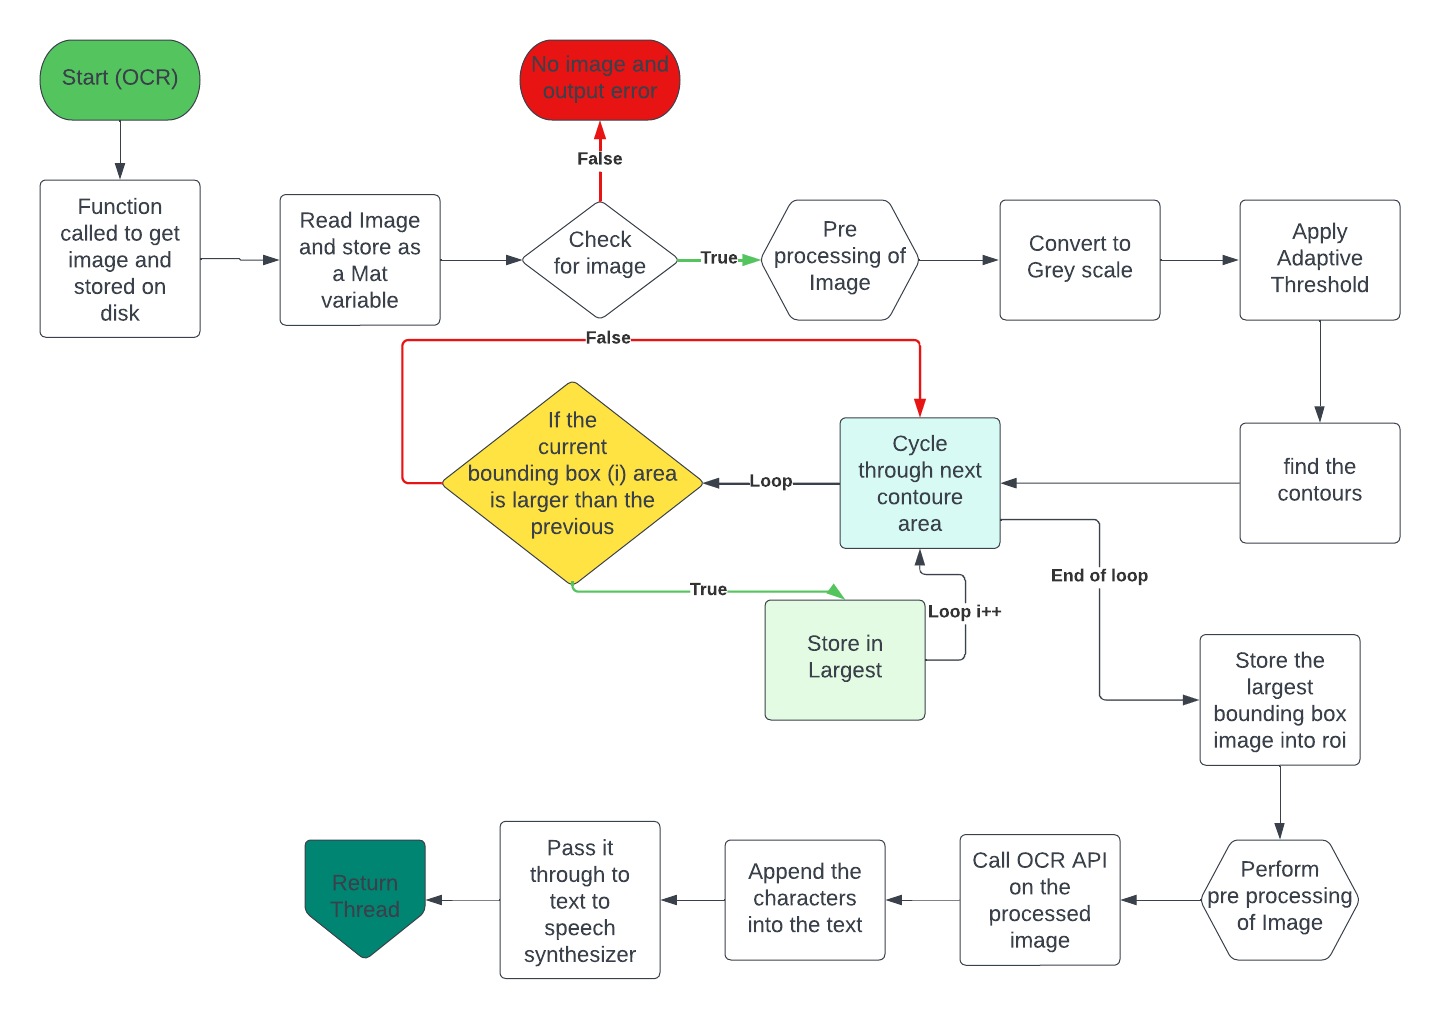 Start (OCR)
No image and
output error
False
Function
called to get
image and
stored on
disk
Read Image
and store as
a Mat
variable
Check
for image
True
Pre
processing of
Image
Convert to
Grey scale
Apply
Adaptive
Threshold
False
If the
current
bounding box (i) area
is larger than the
previous
Loop
Cycle
through next
contoure
area
find the
contours
True
Store in
Largest
Loop i++
End of loop
Store the
largest
bounding box
image into roi
Return
Thread
Pass it
through to
text to
speech
synthesizer
Append the
characters
into the text
Call OCR API
on the
processed
image
Perform
pre processing
of Image